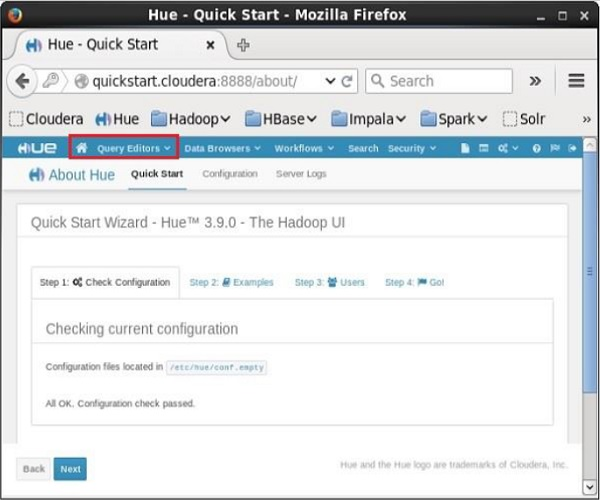 Hue - Quick Start - Mozilla Firefox
Hue - Quick Start
quickstart.cloudera:8888/about/ Search
Cloudera Hue Hadoop HBase Impala Spark Solr »
HUE Query Editors Data Browsers Workflows Search Security
About Hue Quick Start Configuration Server Logs
Quick Start Wizard - Hue™ 3.9.0 - The Hadoop UI
Step 1: Check Configuration Step 2: Examples Step 3: Users Step 4: Go!
Checking current configuration
Configuration files located in /etc/hue/conf.empty
All OK. Configuration check passed.
Back Next Hue and the Hue logo are trademarks of Cloudera, Inc.